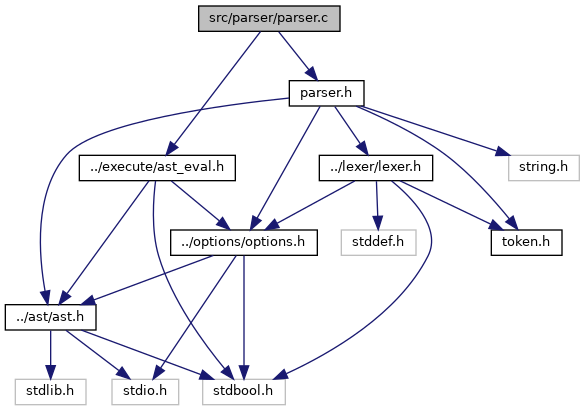 src/parser/parser.c
parser.h
../execute/ast_eval.h
../lexer/lexer.h
string.h
../options/options.h
stddef.h
token.h
../ast/ast.h
stdlib.h
stdio.h
stdbool.h